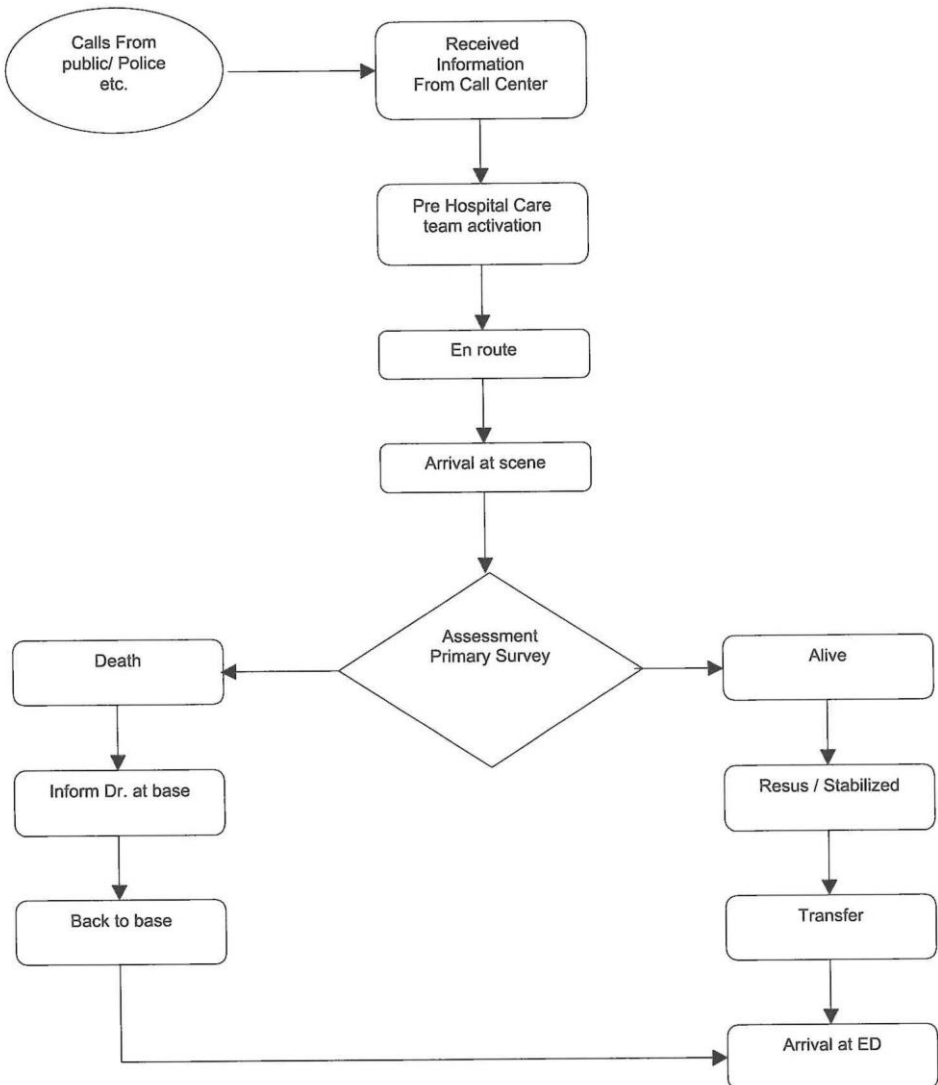 Calls From
public/ Police
etc.
Received
Information
From Call Center
Pre Hospital Care
team activation
En route
Arrival at scene
Assessment
Primary Survey
Death
Alive
Inform Dr. at base
Resus / Stabilized
Back to base
Transfer
Arrival at ED